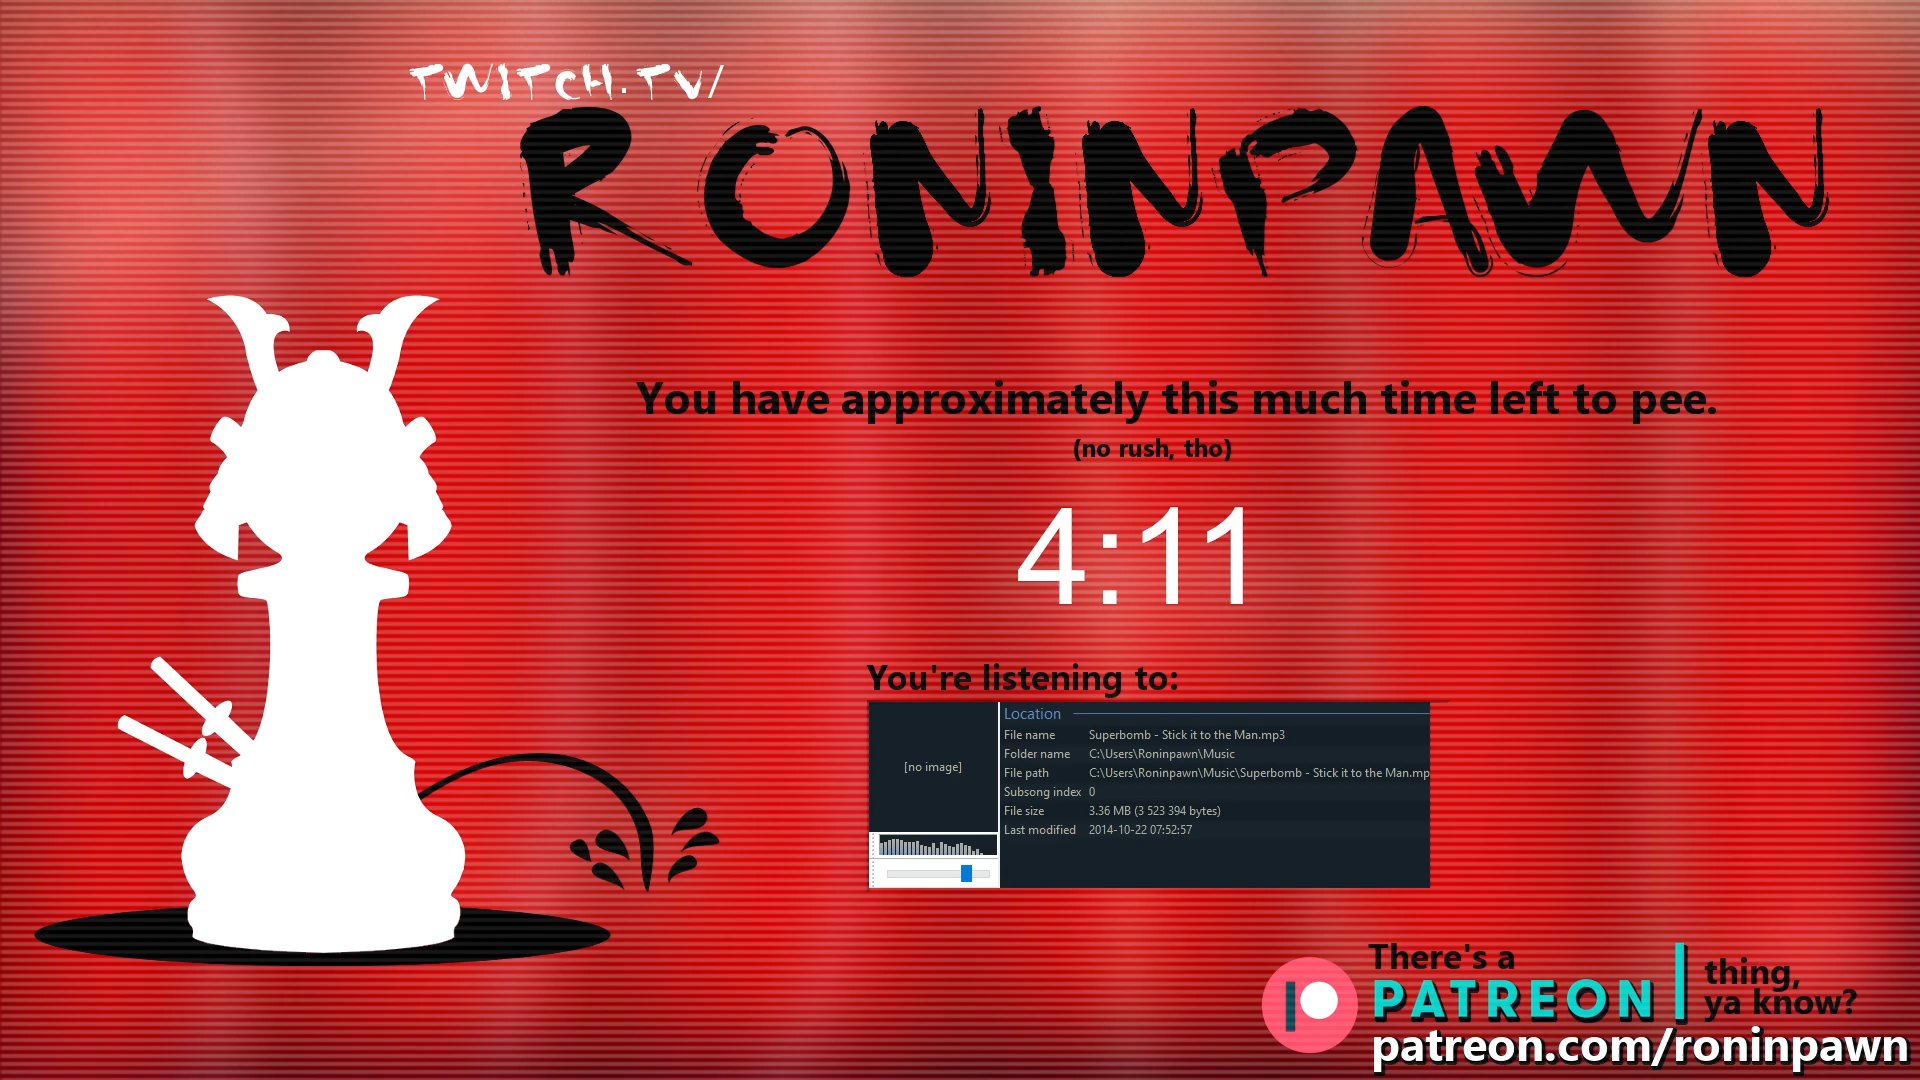 TWITCH.TV/
RONINPAWN
You have approximately this much time left to pee.
(no rush, tho)
4:11
You're listening to:
Location
File name Superbomb - Stick it to the Man.mp3
Folder name C:\Users\Roninpawn\Music
[no image]
File path C:\Users\Roninpawn\Music\Superbomb - Stick it to the Man.mp
Subsong index 0
File size 3.36 MB (3 523 394 bytes)
Last modified 2014-10-22 07:52:57
There's a
PATREON
thing,
ya know?
patreon.com/roninpawn